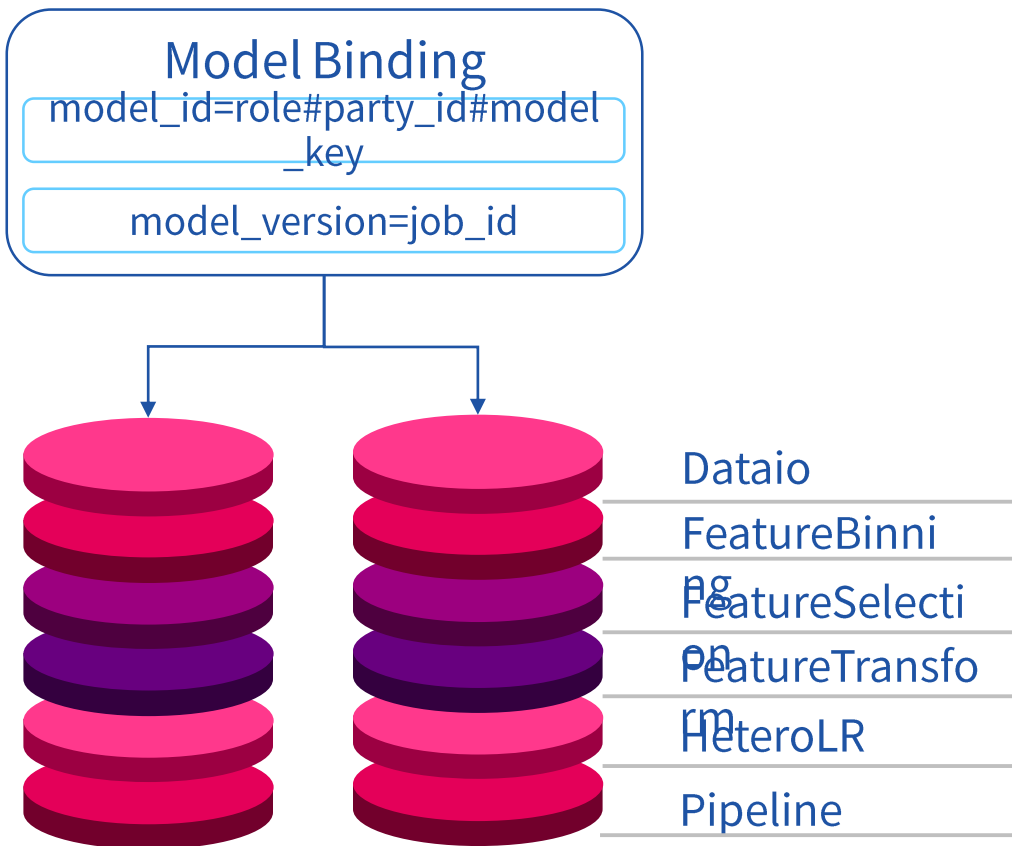 Model Binding
model_id=role#party_id#model
_key
model_version=job_id
Dataio
FeatureBinni
ng
FeatureSelecti
on
FeatureTransfo
rm
HeteroLR
Pipeline